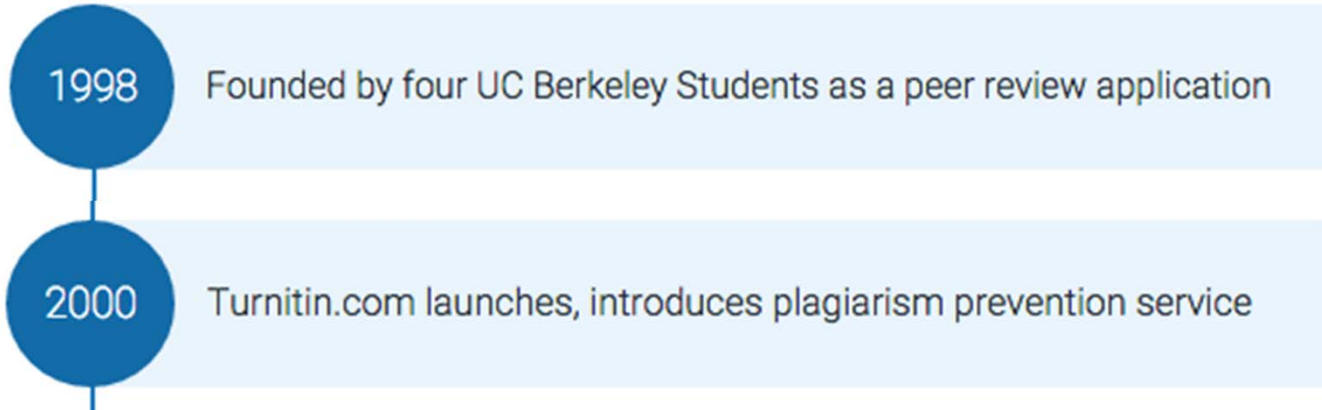 1998
Founded by four UC Berkeley Students as a peer review application
2000
Turnitin.com launches, introduces plagiarism prevention service